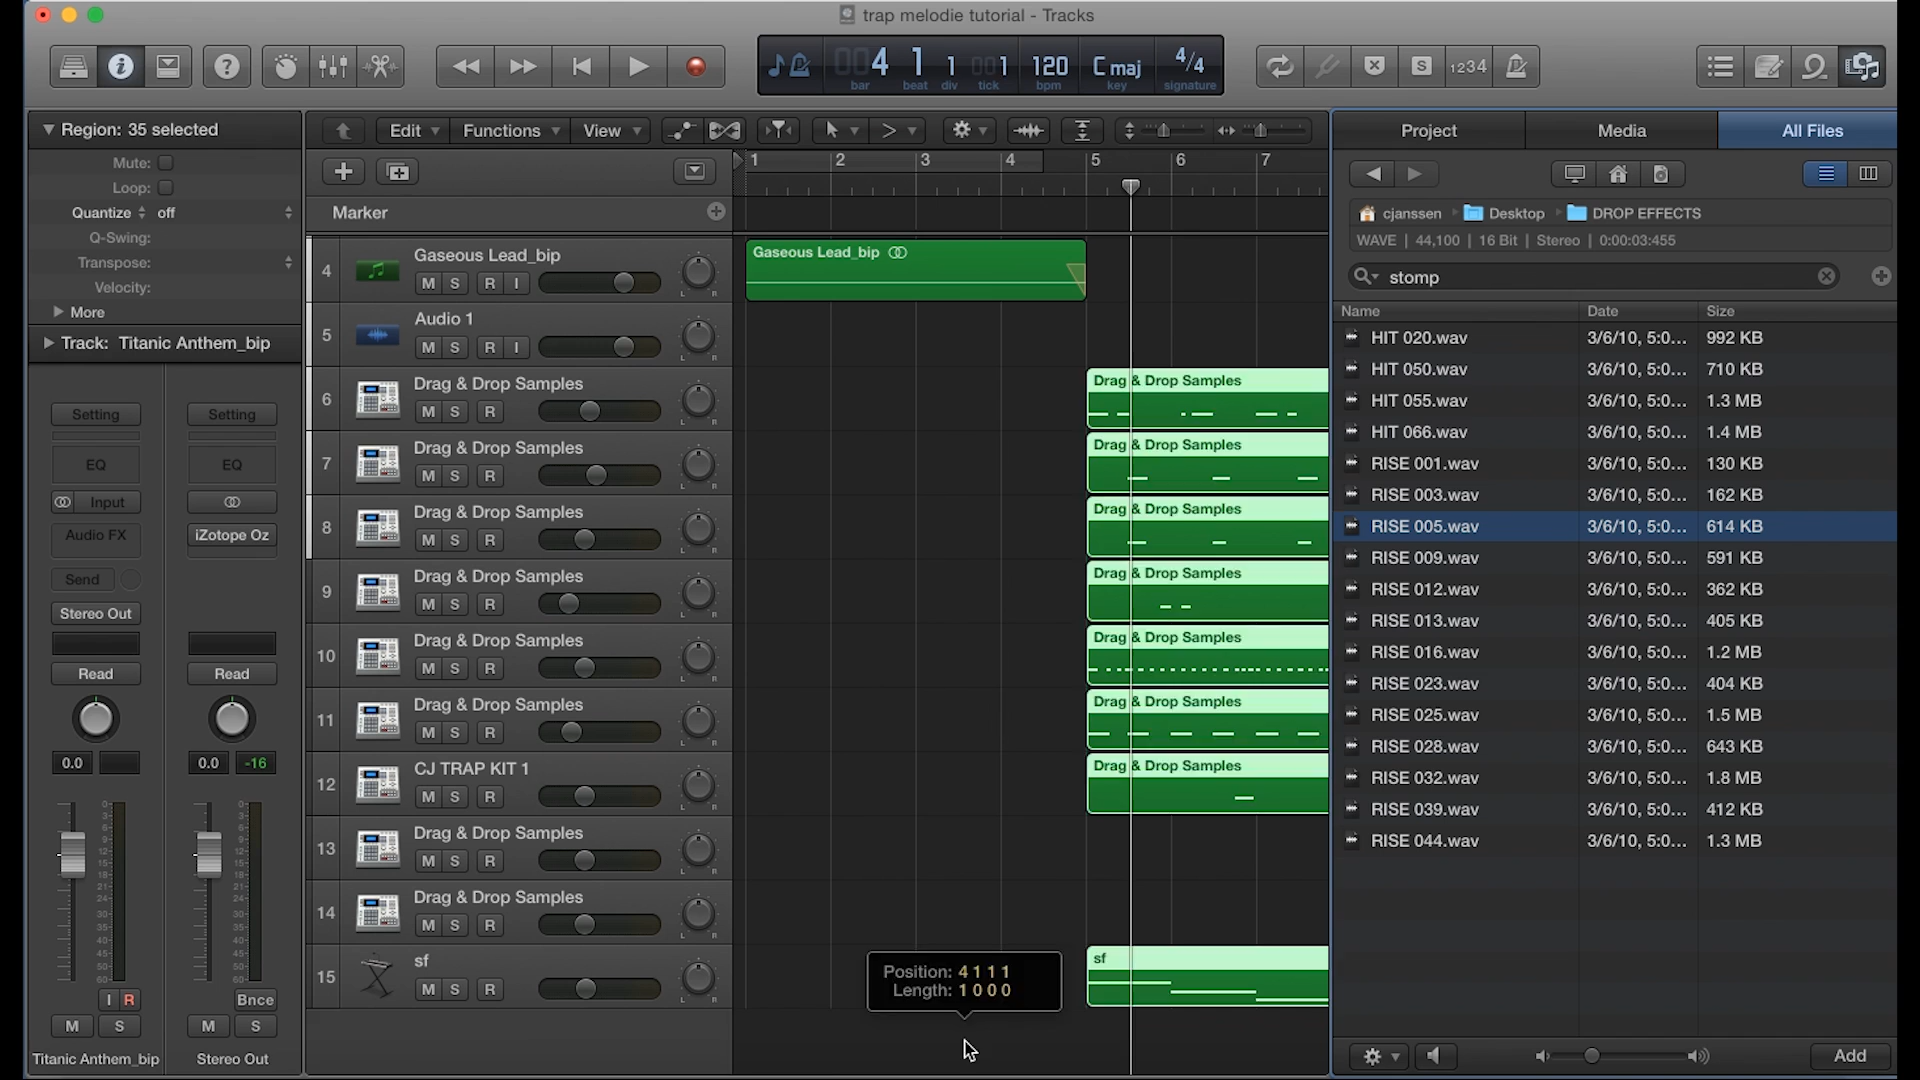 trap melodie tutorial - Tracks
004 1 1 001 120 C maj 4/4
bar beat div tick bpm key signature
S 1234
Region: 35 selected
Mute:
Loop:
Quantize off
Q-Swing:
Transpose:
Velocity:
More
Track: Titanic Anthem_bip
Setting Setting
EQ EQ
Input
Audio FX iZotope Oz
Send
Stereo Out
Read Read
0.0 0.0 -16
I R Bnce
M S M S
Titanic Anthem_bip Stereo Out
Edit Functions View
1 2 3 4 5 6 7
Marker
4 Gaseous Lead_bip
M S R I
L R
Gaseous Lead_bip
5 Audio 1
M S R I
L R
6 Drag & Drop Samples
M S R
L R
Drag & Drop Samples
7 Drag & Drop Samples
M S R
L R
Drag & Drop Samples
8 Drag & Drop Samples
M S R
L R
Drag & Drop Samples
9 Drag & Drop Samples
M S R
L R
Drag & Drop Samples
10 Drag & Drop Samples
M S R
L R
Drag & Drop Samples
11 Drag & Drop Samples
M S R
L R
Drag & Drop Samples
12 CJ TRAP KIT 1
M S R
L R
Drag & Drop Samples
13 Drag & Drop Samples
M S R
L R
14 Drag & Drop Samples
M S R
L R
15 sf
M S R
L R
sf
Position: 4 1 1 1
Length: 1 0 0 0
Project Media All Files
cjanssen Desktop DROP EFFECTS
WAVE | 44,100 | 16 Bit | Stereo | 0:00:03:455
stomp
Name Date Size
HIT 020.wav 3/6/10, 5:0... 992 KB
HIT 050.wav 3/6/10, 5:0... 710 KB
HIT 055.wav 3/6/10, 5:0... 1.3 MB
HIT 066.wav 3/6/10, 5:0... 1.4 MB
RISE 001.wav 3/6/10, 5:0... 130 KB
RISE 003.wav 3/6/10, 5:0... 162 KB
RISE 005.wav 3/6/10, 5:0... 614 KB
RISE 009.wav 3/6/10, 5:0... 591 KB
RISE 012.wav 3/6/10, 5:0... 362 KB
RISE 013.wav 3/6/10, 5:0... 405 KB
RISE 016.wav 3/6/10, 5:0... 1.2 MB
RISE 023.wav 3/6/10, 5:0... 404 KB
RISE 025.wav 3/6/10, 5:0... 1.5 MB
RISE 028.wav 3/6/10, 5:0... 643 KB
RISE 032.wav 3/6/10, 5:0... 1.8 MB
RISE 039.wav 3/6/10, 5:0... 412 KB
RISE 044.wav 3/6/10, 5:0... 1.3 MB
Add